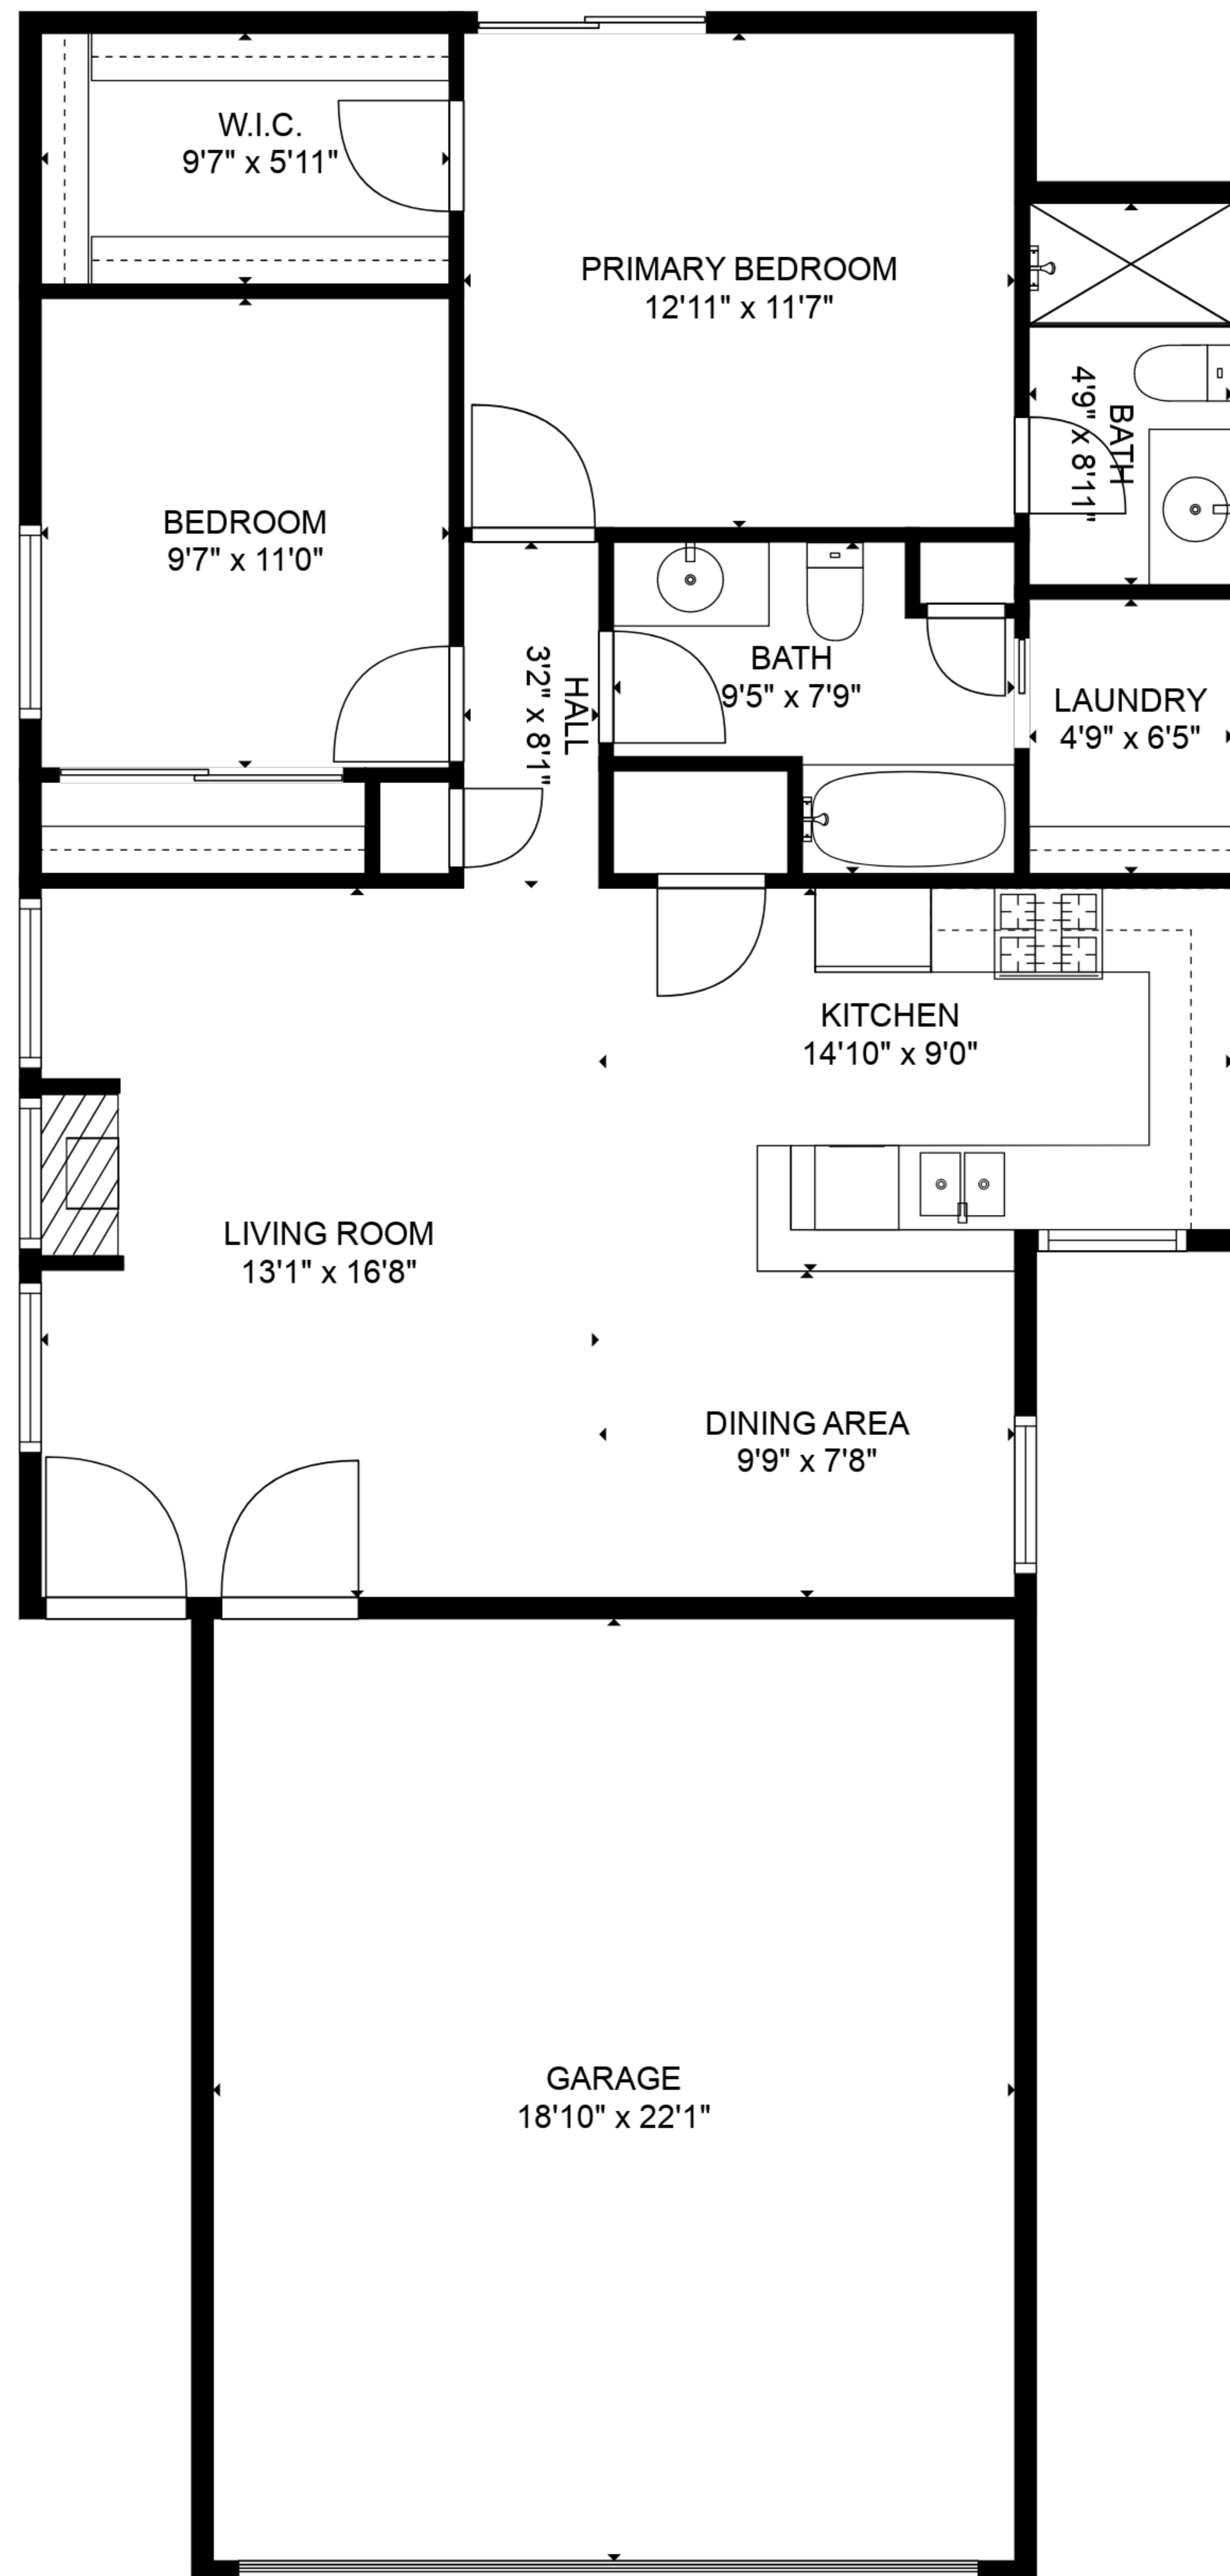 W.I.C.
9'7" x 5'11"
PRIMARY BEDROOM
12'11" x 11'7"
BATH
4'9" x 8'11"
BEDROOM
9'7" x 11'0"
HALL
3'2" x 8'1"
BATH
9'5" x 7'9"
LAUNDRY
4'9" x 6'5"
KITCHEN
14'10" x 9'0"
LIVING ROOM
13'1" x 16'8"
DINING AREA
9'9" x 7'8"
GARAGE
18'10" x 22'1"